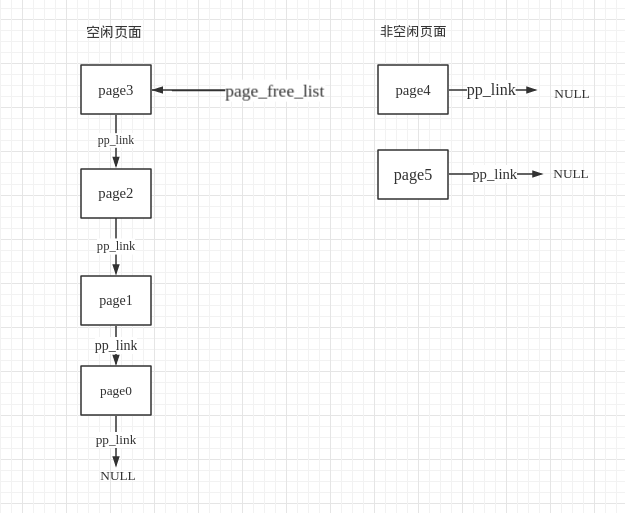 空闲页面
非空闲页面
page3
page_free_list
page4
pp_link
NULL
pp_link
page2
page5
pp_link
NULL
pp_link
page1
pp_link
page0
pp_link
NULL